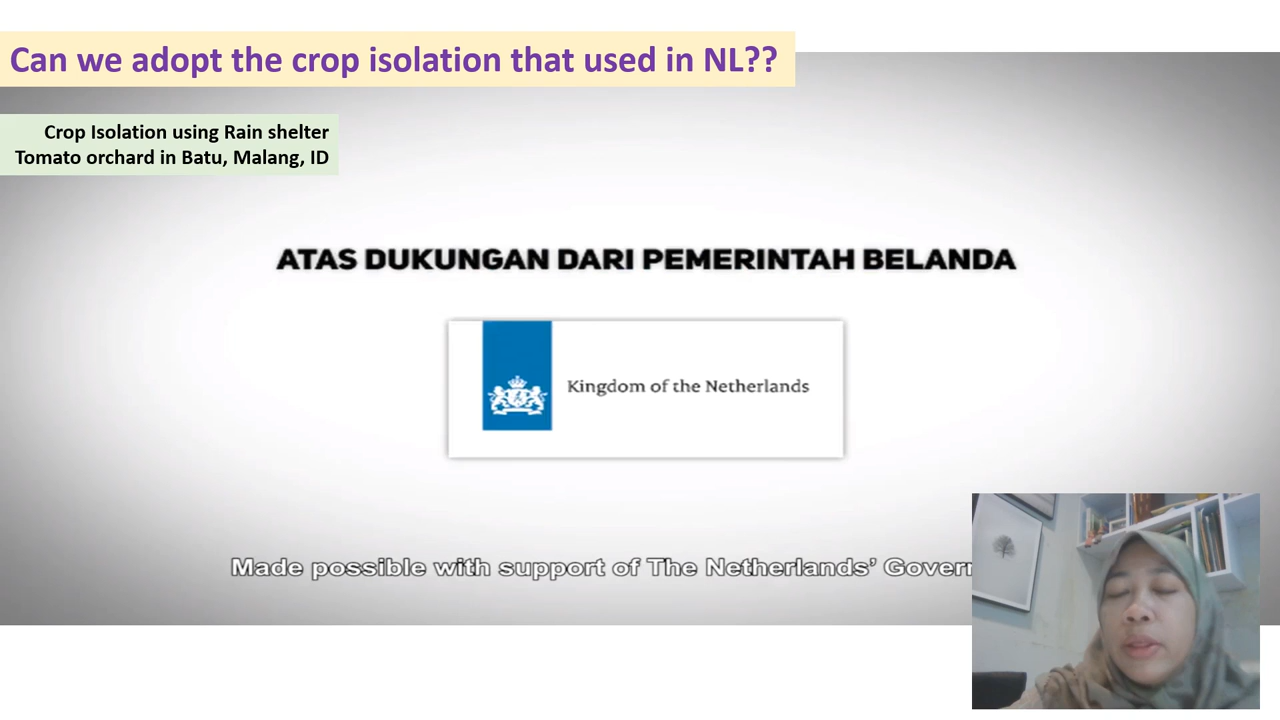 Can we adopt the crop isolation that used in NL??
Crop Isolation using Rain shelter
Tomato orchard in Batu, Malang, ID
ATAS DUKUNGAN DARI PEMERINTAH BELANDA
Kingdom of the Netherlands
Made possible with support of The Netherlands’